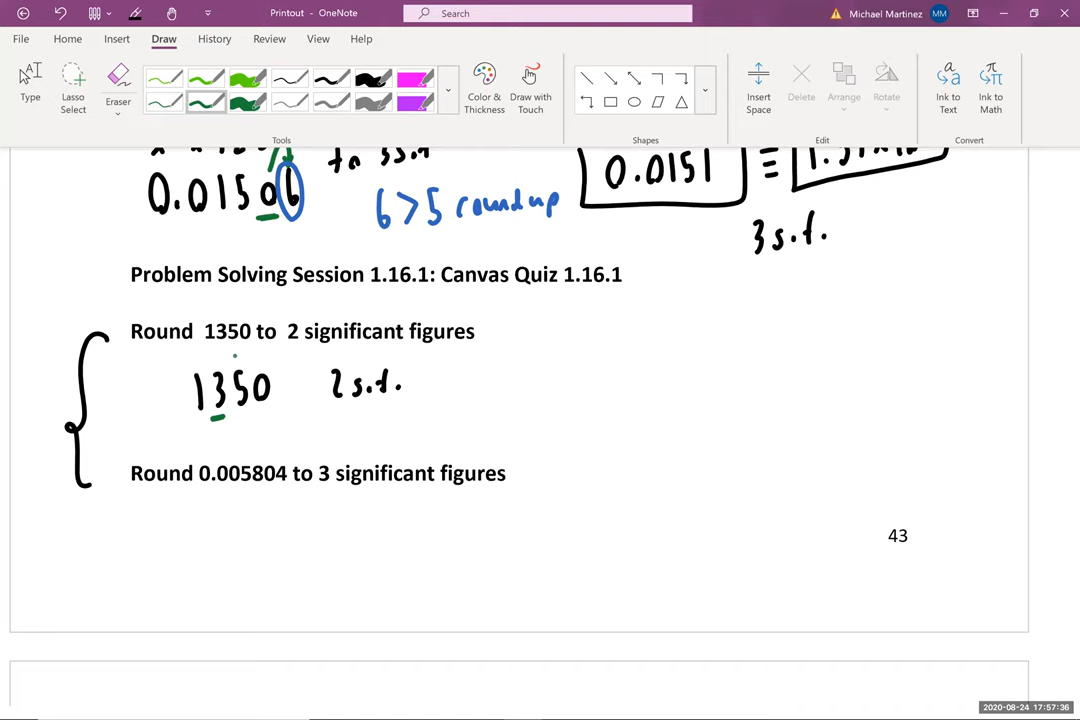 Printout - OneNote
Search
Michael Martinez MM
File Home Insert Draw History Review View Help
Type
Lasso Select
Eraser
Color & Thickness
Draw with Touch
Insert Space
Delete
Arrange
Rotate
Ink to Text
Ink to Math
Tools
Shapes
Edit
Convert
0.01506
6 > 5 round up
0.0151 ≡
3 s.f.
Problem Solving Session 1.16.1: Canvas Quiz 1.16.1
Round 1350 to 2 significant figures
1350 2 s.f.
Round 0.005804 to 3 significant figures
43
2020-08-24 17:57:36